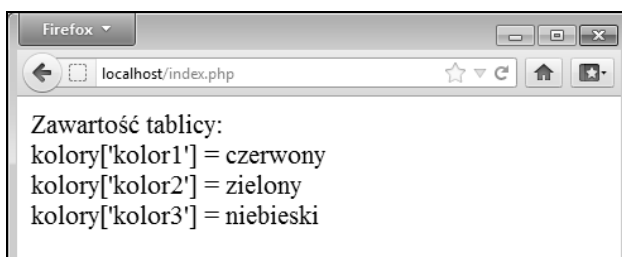 Firefox
localhost/index.php
Zawartość tablicy:
kolory['kolor1'] = czerwony
kolory['kolor2'] = zielony
kolory['kolor3'] = niebieski